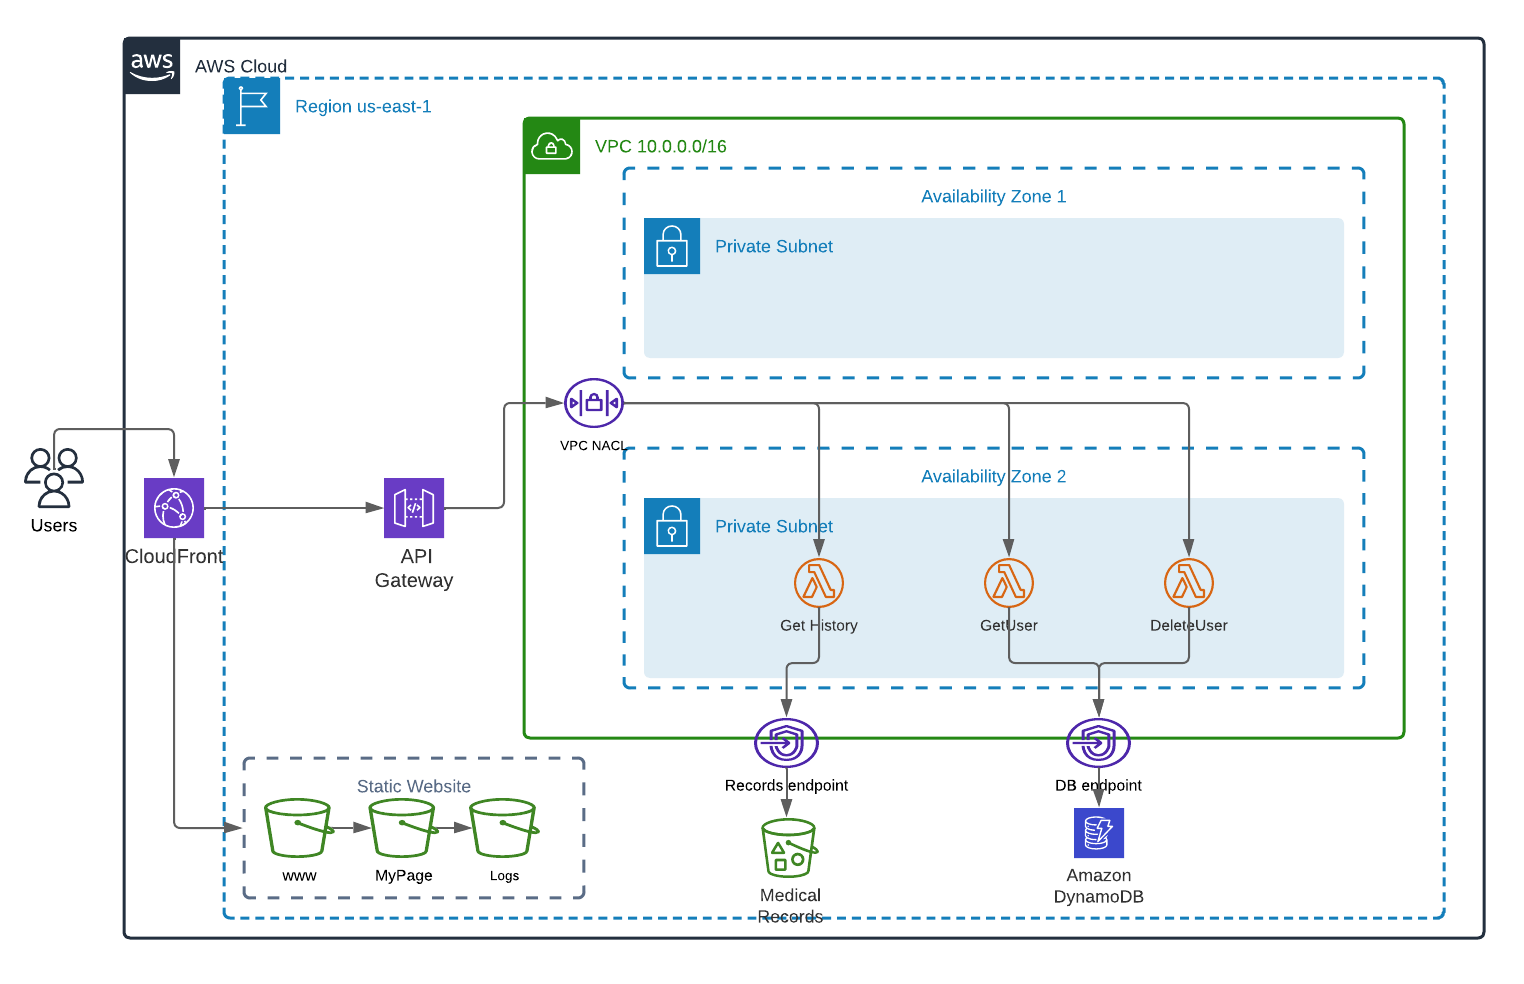 aws
AWS Cloud
Region us-east-1
VPC 10.0.0.0/16
Availability Zone 1
Private Subnet
VPC NACL
Availability Zone 2
Private Subnet
Users
CloudFront
API
Gateway
Get History
GetUser
DeleteUser
Records endpoint
DB endpoint
Static Website
www
MyPage
Logs
Medical
Records
Amazon
DynamoDB